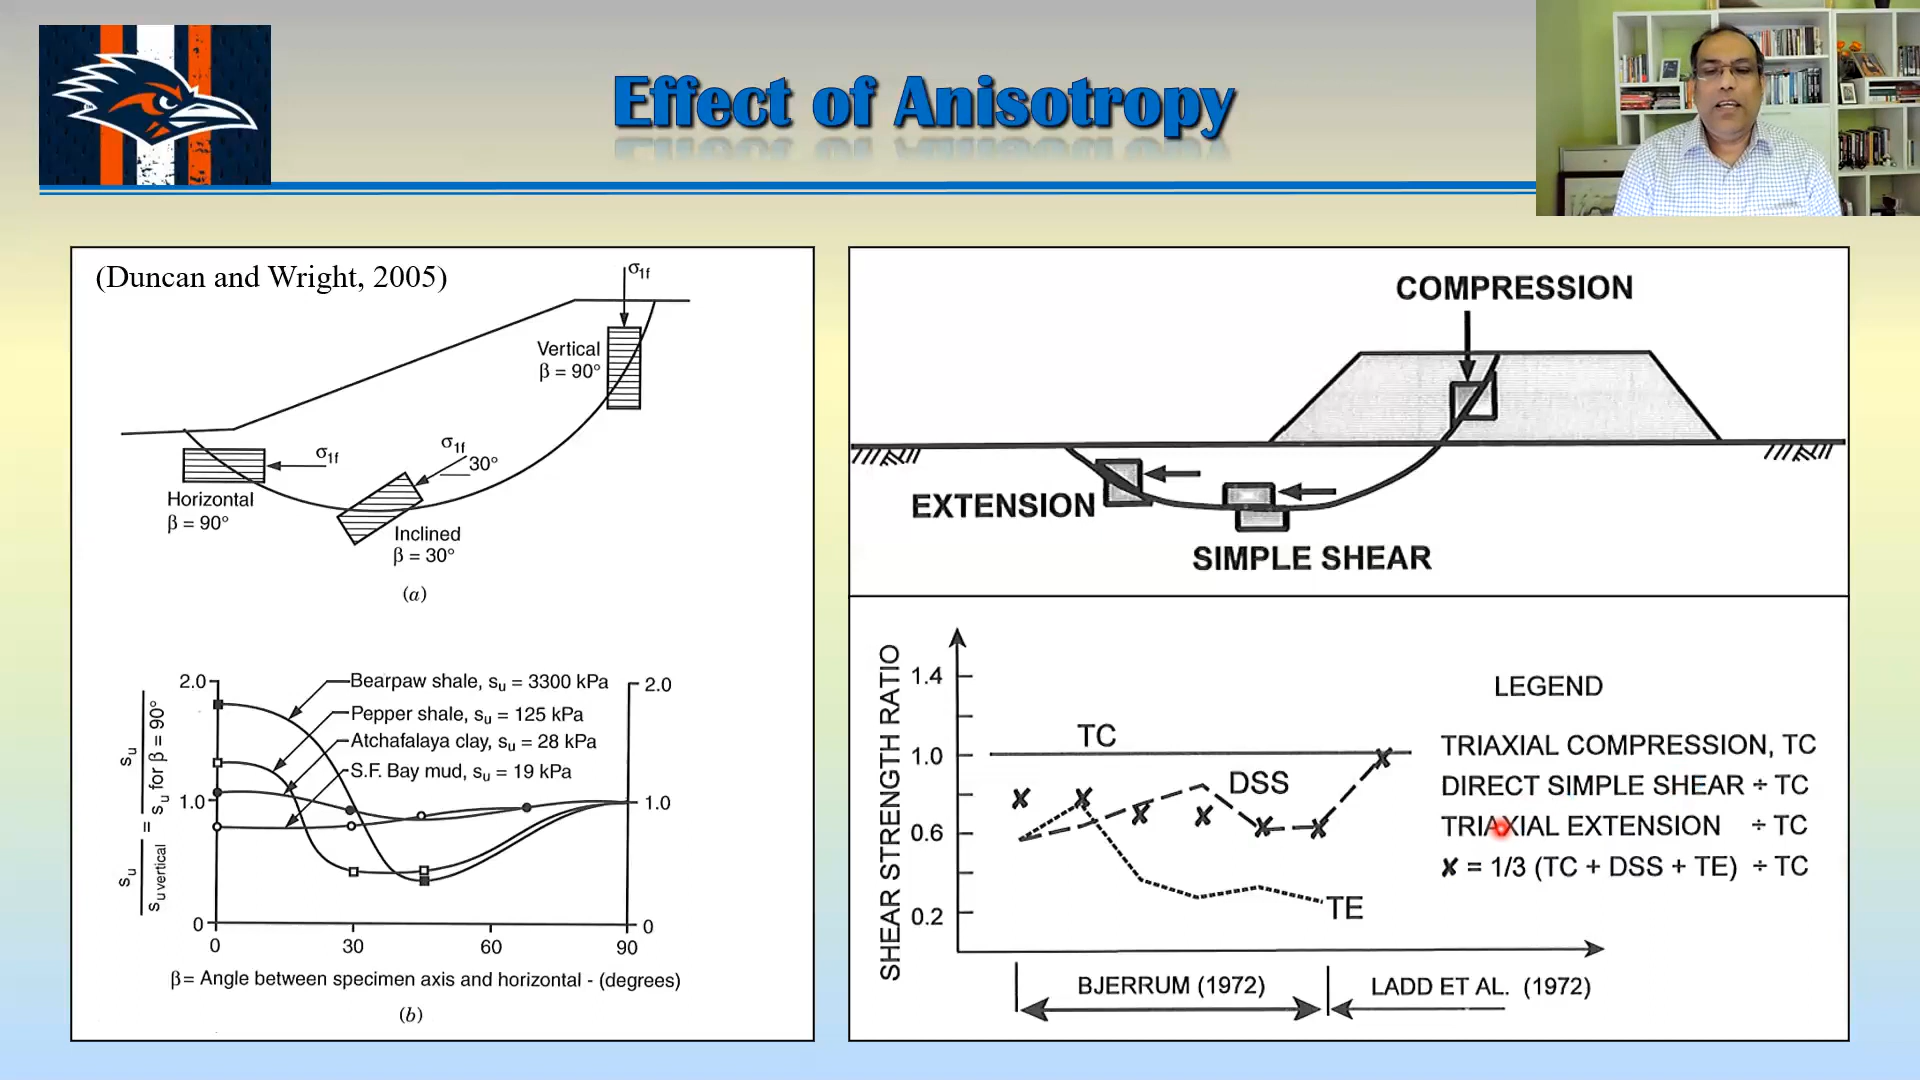 Effect of Anisotropy
(Duncan and Wright, 2005)
σ1f
Vertical
β = 90°
σ1f
Horizontal
β = 90°
σ1f
30°
Inclined
β = 30°
(a)
su
su vertical
=
su
su for β = 90°
2.0
1.0
0
2.0
1.0
0
Bearpaw shale, su = 3300 kPa
Pepper shale, su = 125 kPa
Atchafalaya clay, su = 28 kPa
S.F. Bay mud, su = 19 kPa
0 30 60 90
β= Angle between specimen axis and horizontal - (degrees)
(b)
COMPRESSION
EXTENSION
SIMPLE SHEAR
SHEAR STRENGTH RATIO
1.4
1.0
0.6
0.2
TC
DSS
TE
LEGEND
TRIAXIAL COMPRESSION, TC
DIRECT SIMPLE SHEAR ÷ TC
TRIAXIAL EXTENSION ÷ TC
x = 1/3 (TC + DSS + TE) ÷ TC
BJERRUM (1972)
LADD ET AL. (1972)